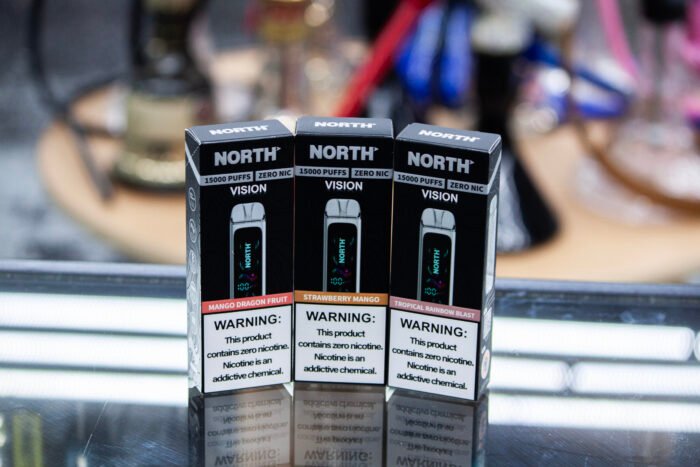 NORTH
NORTH
15000 PUFFS ZERO NIC
VISION
NORTH
MANGO DRAGON FRUIT
WARNING:
This product
contains zero nicotine.
Nicotine is an
addictive chemical.
NORTH
NORTH
15000 PUFFS ZERO NIC
VISION
NORTH
STRAWBERRY MANGO
WARNING:
This product
contains zero nicotine.
Nicotine is an
addictive chemical.
NORTH
NORTH
15000 PUFFS ZERO NIC
VISION
NORTH
TROPICAL RAINBOW BLAST
WARNING:
This product
contains zero nicotine.
Nicotine is an
addictive chemical.